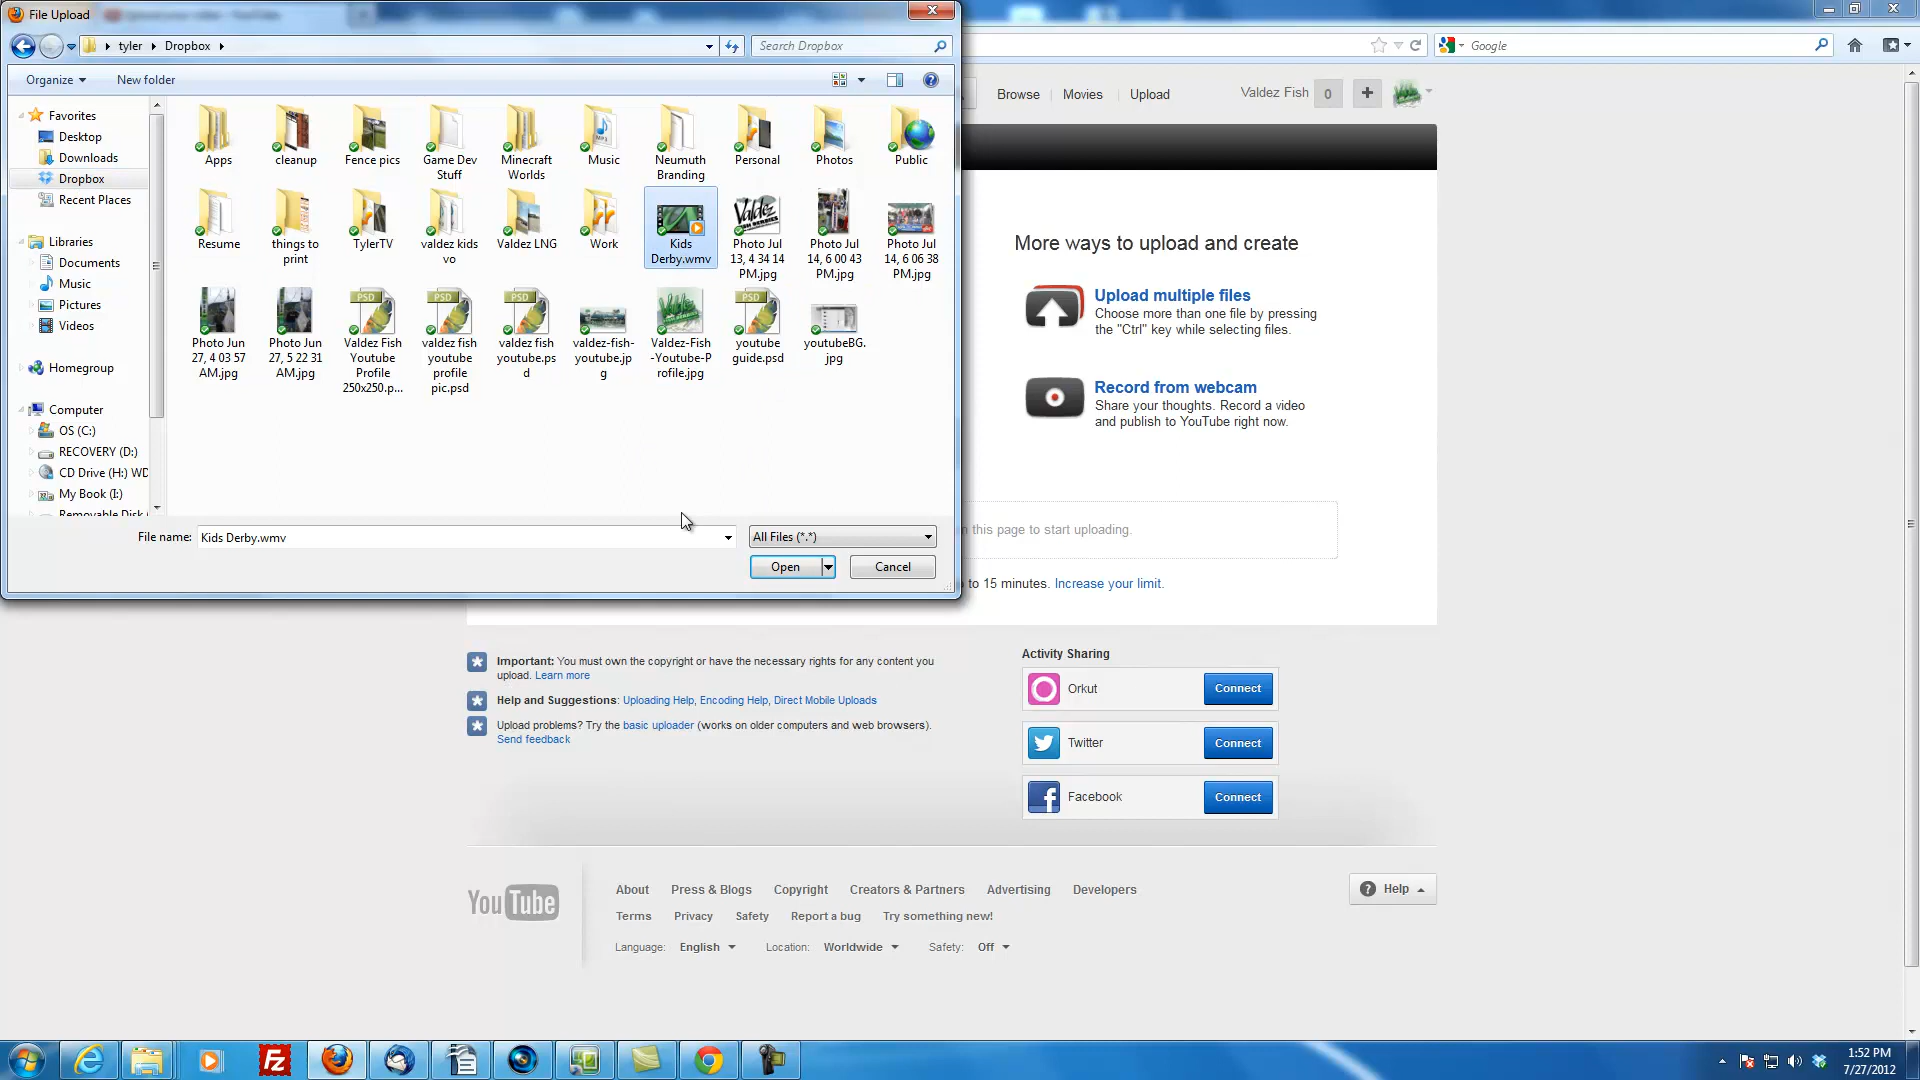 File Upload
tyler Dropbox
Search Dropbox
Google
Organize
New folder
Favorites
Desktop
Downloads
Dropbox
Recent Places
Libraries
Documents
Music
Pictures
Videos
Homegroup
Computer
OS (C:)
RECOVERY (D:)
CD Drive (H:) WD
My Book (I:)
Removable Disk (
Apps
cleanup
Fence pics
Game Dev
Stuff
Minecraft
Worlds
Music
Neumuth
Branding
Personal
Photos
Public
Resume
things to
print
TylerTV
valdez kids
vo
Valdez LNG
Work
Kids
Derby.wmv
Photo Jul
13, 4 34 14
PM.jpg
Photo Jul
14, 6 00 43
PM.jpg
Photo Jul
14, 6 06 38
PM.jpg
Photo Jun
27, 4 03 57
AM.jpg
Photo Jun
27, 5 22 31
AM.jpg
Valdez Fish
Youtube
Profile
250x250.p...
valdez fish
youtube
profile
pic.psd
valdez fish
youtube.ps
d
valdez-fish-
youtube.jp
g
Valdez-Fish
-Youtube-P
rofile.jpg
youtube
guide.psd
youtubeBG.
jpg
File name: Kids Derby.wmv
All Files (*.*)
Open
Cancel
Browse Movies Upload
Valdez Fish 0 +
More ways to upload and create
Upload multiple files
Choose more than one file by pressing
the "Ctrl" key while selecting files.
Record from webcam
Share your thoughts. Record a video
and publish to YouTube right now.
this page to start uploading.
to 15 minutes. Increase your limit.
Important: You must own the copyright or have the necessary rights for any content you
upload. Learn more
Help and Suggestions: Uploading Help, Encoding Help, Direct Mobile Uploads
Upload problems? Try the basic uploader (works on older computers and web browsers).
Send feedback
Activity Sharing
Orkut Connect
Twitter Connect
Facebook Connect
YouTube
About Press & Blogs Copyright Creators & Partners Advertising Developers
Terms Privacy Safety Report a bug Try something new!
Language: English Location: Worldwide Safety: Off
Help
1:52 PM
7/27/2012